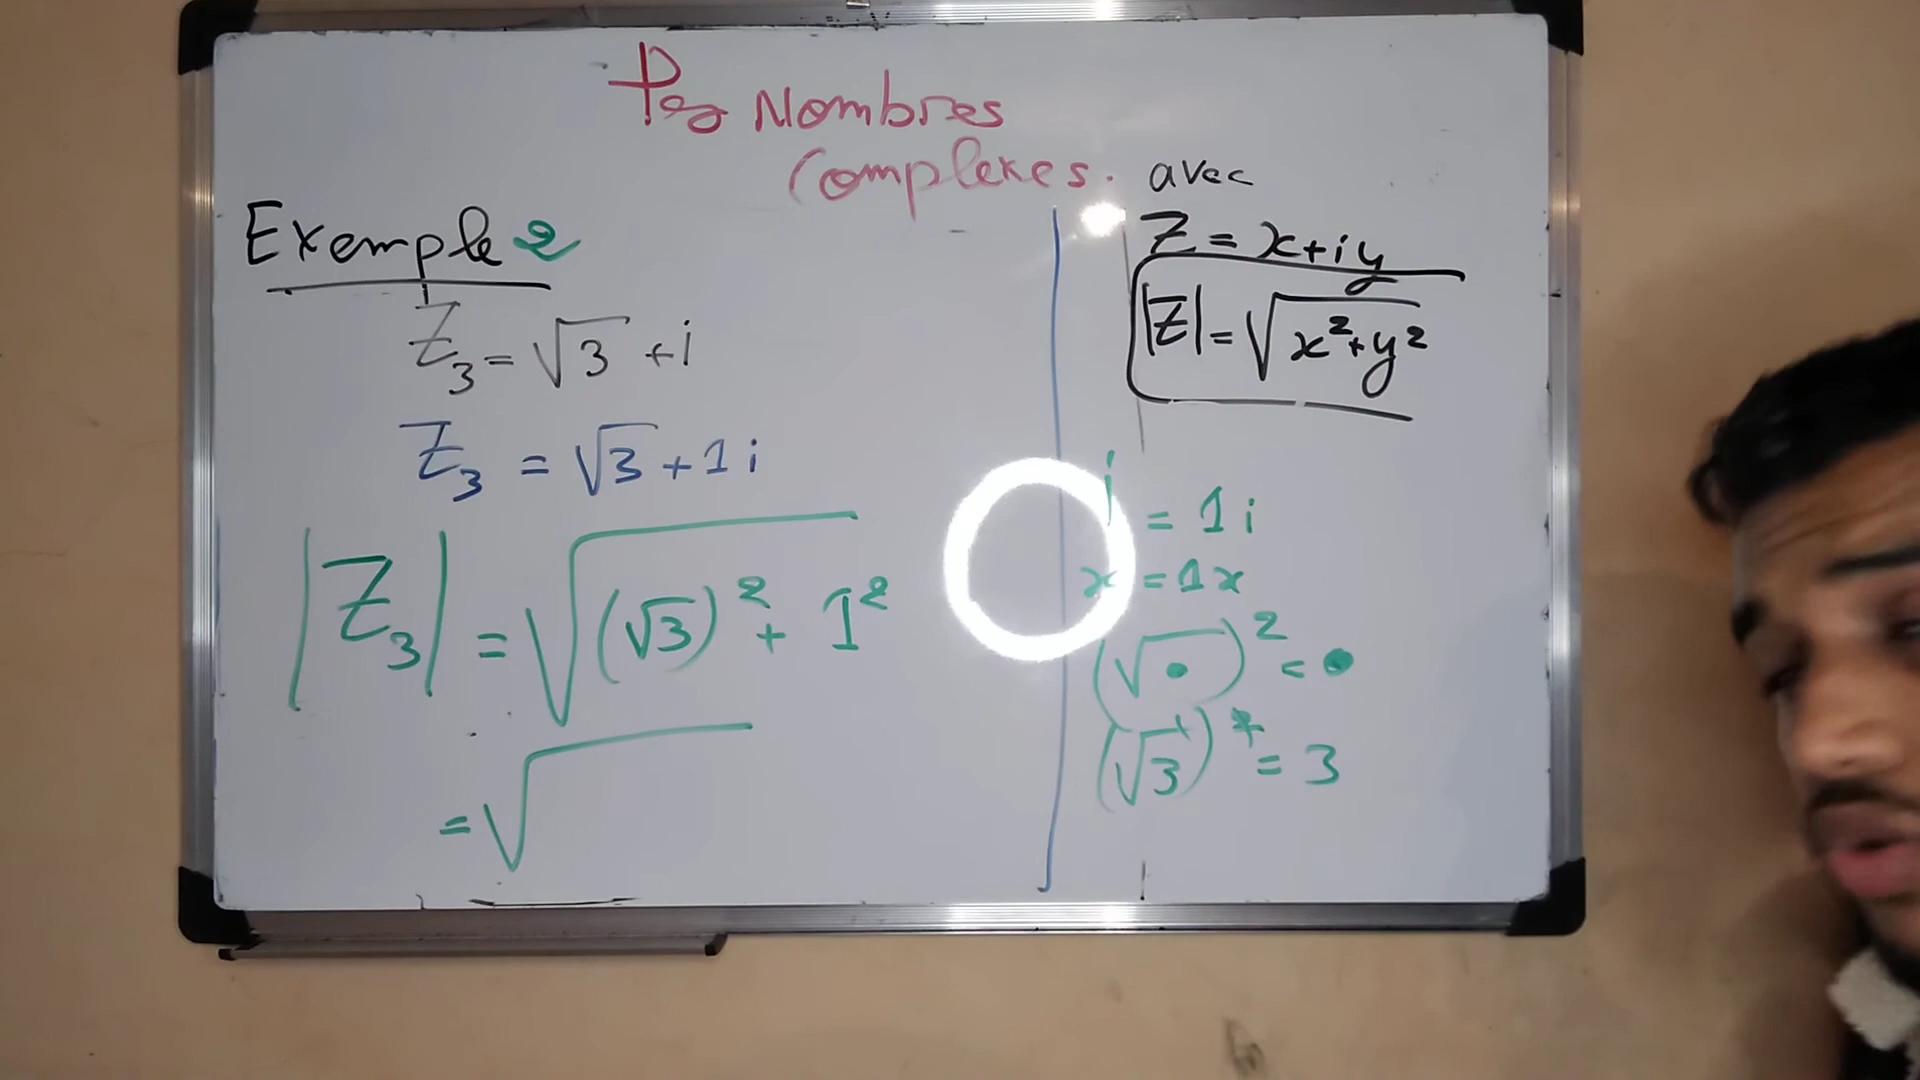 Des Nombres
Complexes.
Exemple 2
Z₃ = √3 + i
Z₃ = √3 + 1i
|Z₃| = √((√3)² + 1²)
= √
avec
Z = x + iy
|Z| = √(x² + y²)
i = 1i
x = 1x
(√•)² = •
(√3)² = 3